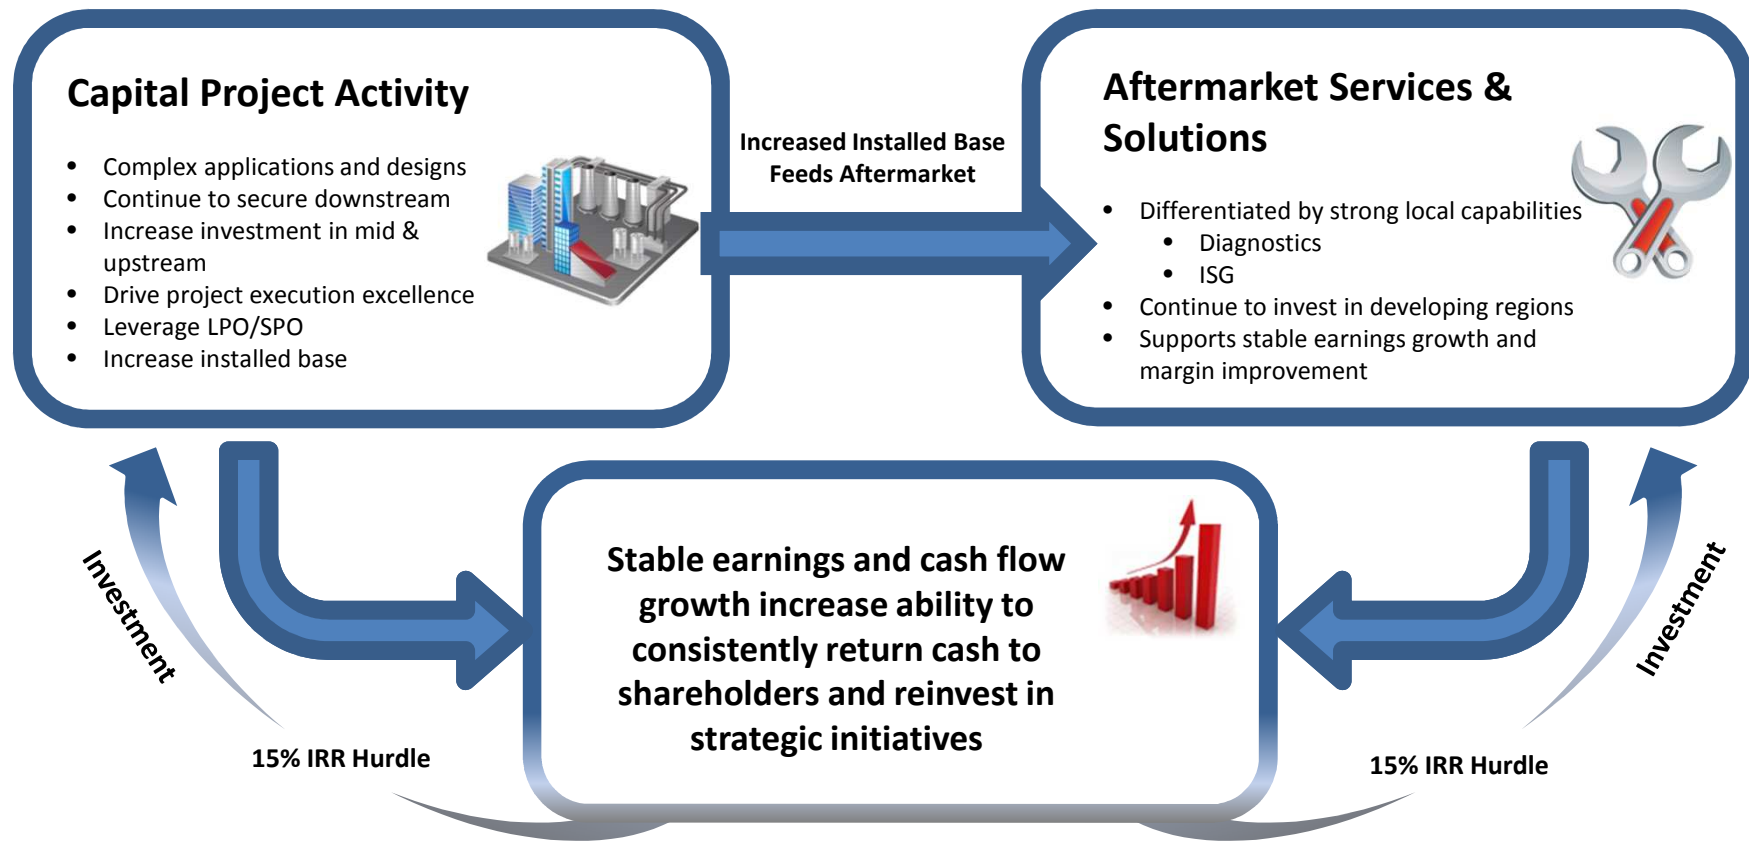 Capital Project Activity
• Complex applications and designs
• Continue to secure downstream
• Increase investment in mid &
upstream
• Drive project execution excellence
• Leverage LPO/SPO
• Increase installed base
Increased Installed Base
Feeds Aftermarket
Aftermarket Services &
Solutions
• Differentiated by strong local capabilities
• Diagnostics
• ISG
• Continue to invest in developing regions
• Supports stable earnings growth and
margin improvement
Investment
15% IRR Hurdle
Stable earnings and cash flow
growth increase ability to
consistently return cash to
shareholders and reinvest in
strategic initiatives
Investment
15% IRR Hurdle